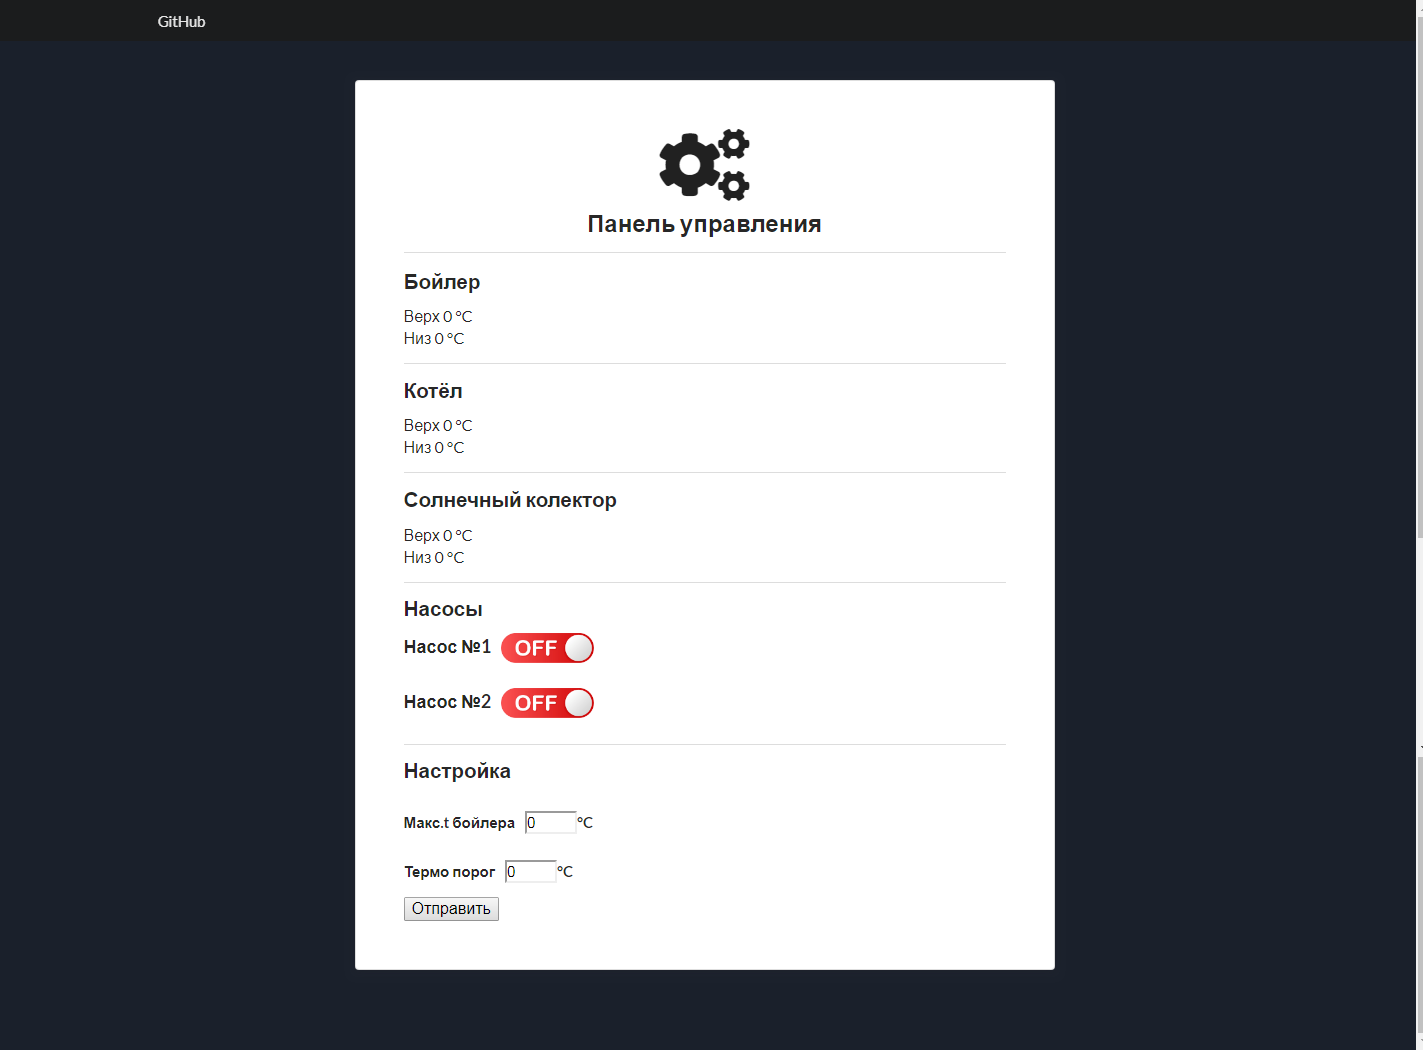 GitHub
Панель управления
Бойлер
Верх 0 °C
Низ 0 °C
Котёл
Верх 0 °C
Низ 0 °C
Солнечный колектор
Верх 0 °C
Низ 0 °C
Насосы
Насос №1 OFF
Насос №2 OFF
Настройка
Макс.t бойлера 0 °C
Термо порог 0 °C
Отправить